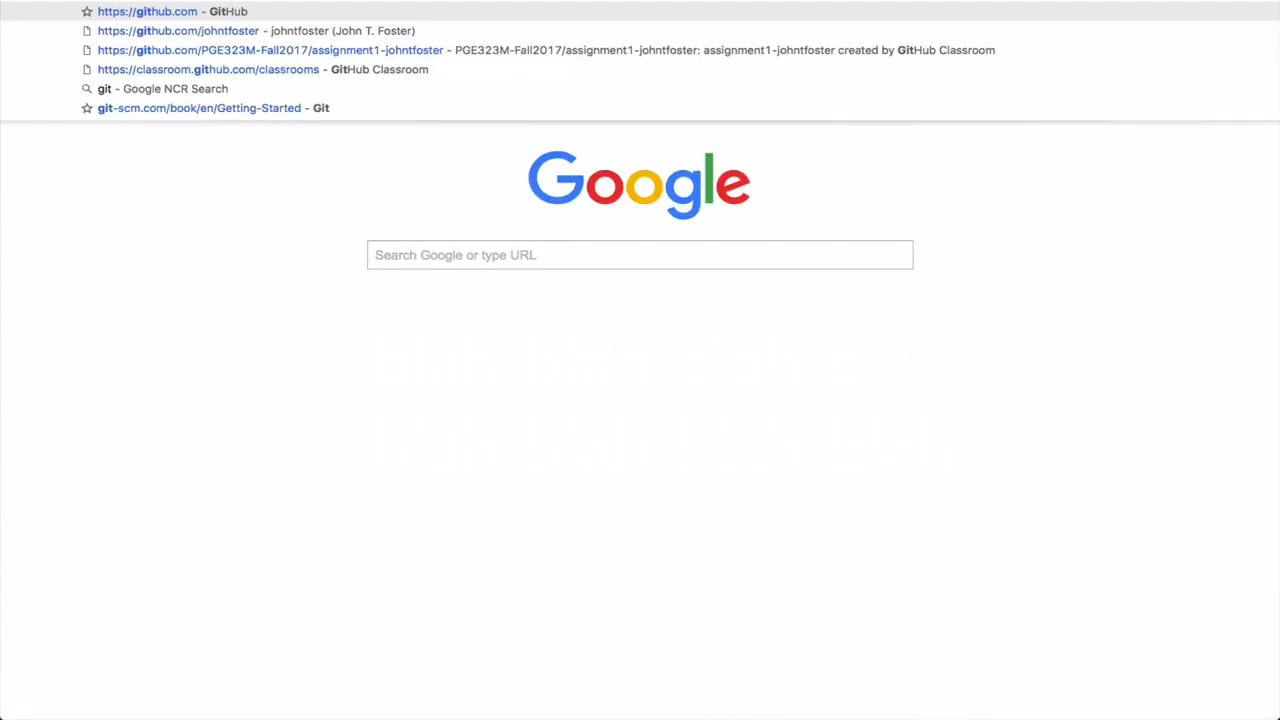 https://github.com - GitHub
https://github.com/johntfoster - johntfoster (John T. Foster)
https://github.com/PGE323M-Fall2017/assignment1-johntfoster - PGE323M-Fall2017/assignment1-johntfoster: assignment1-johntfoster created by GitHub Classroom
https://classroom.github.com/classrooms - GitHub Classroom
git - Google NCR Search
git-scm.com/book/en/Getting-Started - Git
Google
Search Google or type URL